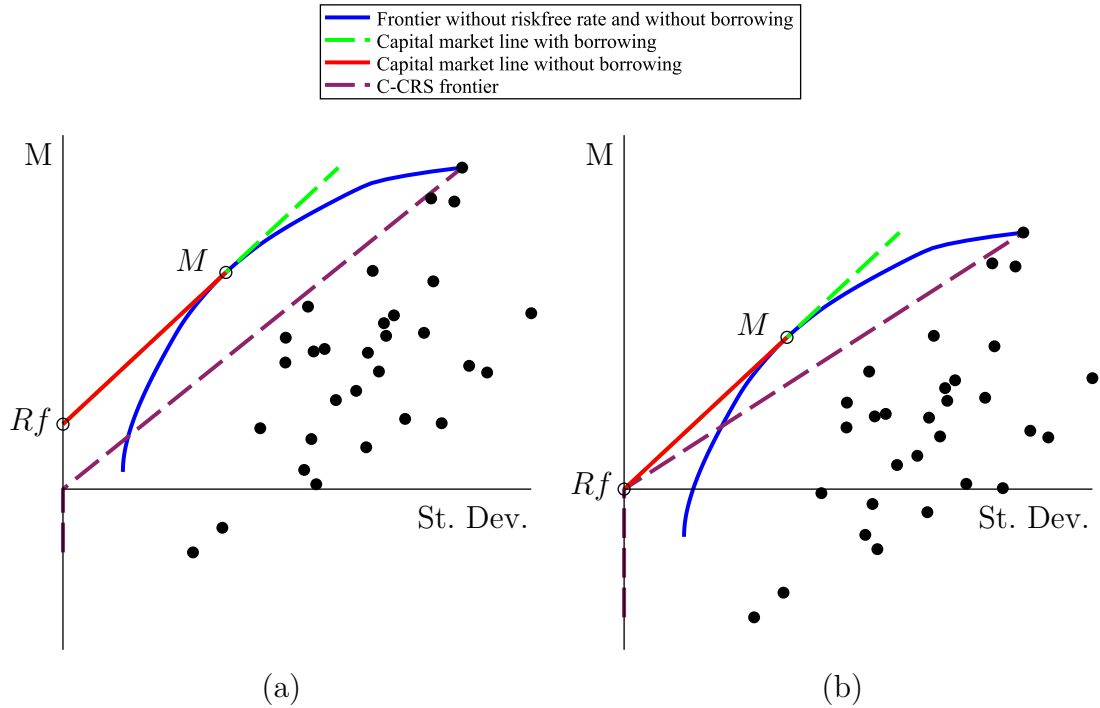 Frontier without riskfree rate and without borrowing
Capital market line with borrowing
Capital market line without borrowing
C-CRS frontier
M
M
Rf
St. Dev.
(a)
M
M
Rf
St. Dev.
(b)